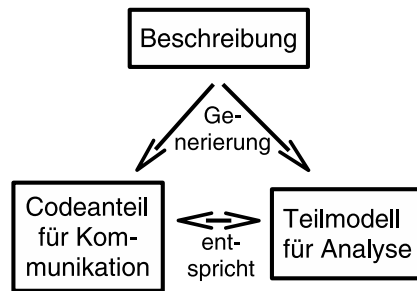 Beschreibung
Ge-
nerierung
Codeanteil
für Kom-
munikation
ent-
spricht
Teilmodell
für Analyse